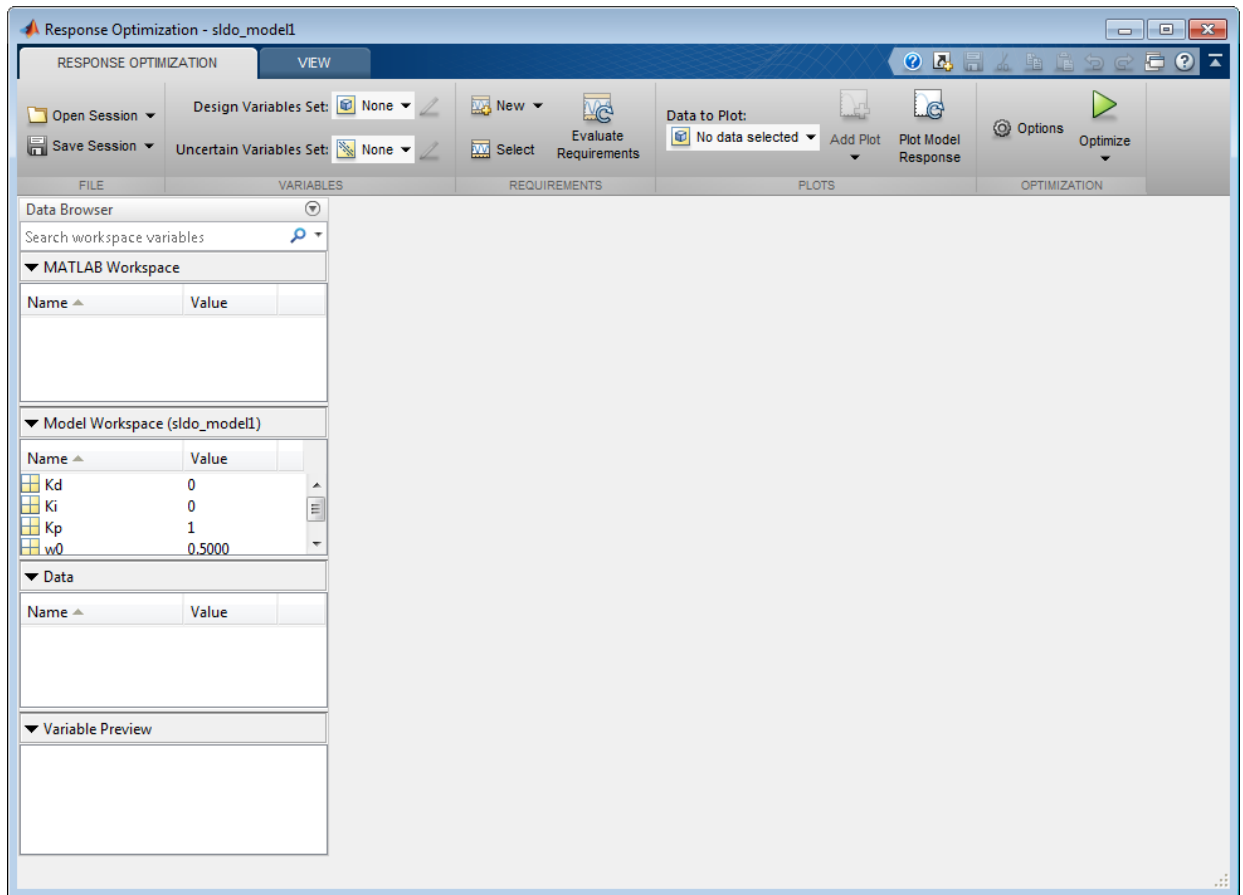 Response Optimization - sldo_model1
RESPONSE OPTIMIZATION
VIEW
Open Session
Save Session
FILE
Design Variables Set: None
Uncertain Variables Set: None
VARIABLES
New
Select
Evaluate
Requirements
REQUIREMENTS
Data to Plot:
No data selected
Add Plot
Plot Model
Response
PLOTS
Options
Optimize
OPTIMIZATION
Data Browser
Search workspace variables
MATLAB Workspace
Name Value
Model Workspace (sldo_model1)
Name Value
Kd 0
Ki 0
Kp 1
w0 0.5000
Data
Name Value
Variable Preview